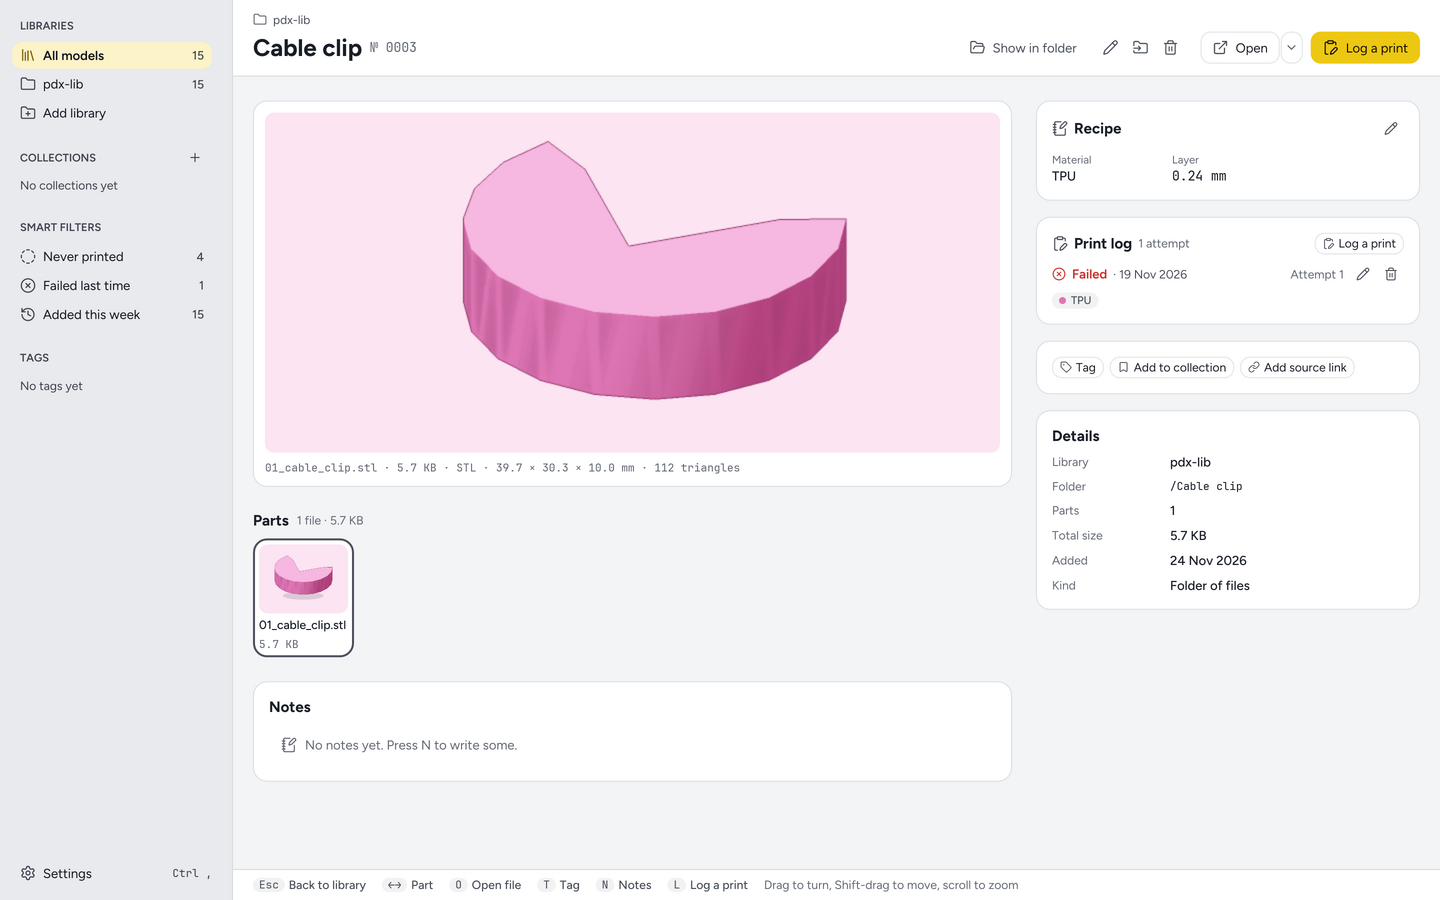 LIBRARIES
All models 15
pdx-lib 15
Add library
COLLECTIONS
No collections yet
SMART FILTERS
Never printed 4
Failed last time 1
Added this week 15
TAGS
No tags yet
Settings Ctrl ,
pdx-lib
Cable clip № 0003
Show in folder
Open
Log a print
01_cable_clip.stl · 5.7 KB · STL · 39.7 × 30.3 × 10.0 mm · 112 triangles
Parts 1 file · 5.7 KB
01_cable_clip.stl
5.7 KB
Notes
No notes yet. Press N to write some.
Recipe
Material Layer
TPU 0.24 mm
Print log 1 attempt Log a print
Failed · 19 Nov 2026 Attempt 1
TPU
Tag Add to collection Add source link
Details
Library pdx-lib
Folder /Cable clip
Parts 1
Total size 5.7 KB
Added 24 Nov 2026
Kind Folder of files
Esc Back to library ↔ Part O Open file T Tag N Notes L Log a print Drag to turn, Shift-drag to move, scroll to zoom